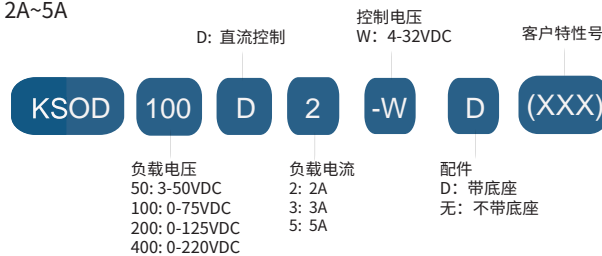 2A~5A
D: 直流控制
控制电压
W：4-32VDC
客户特性号
KSOD 100 D 2 -W D (XXX)
负载电压
50: 3-50VDC
100: 0-75VDC
200: 0-125VDC
400: 0-220VDC
负载电流
2: 2A
3: 3A
5: 5A
配件
D：带底座
无：不带底座